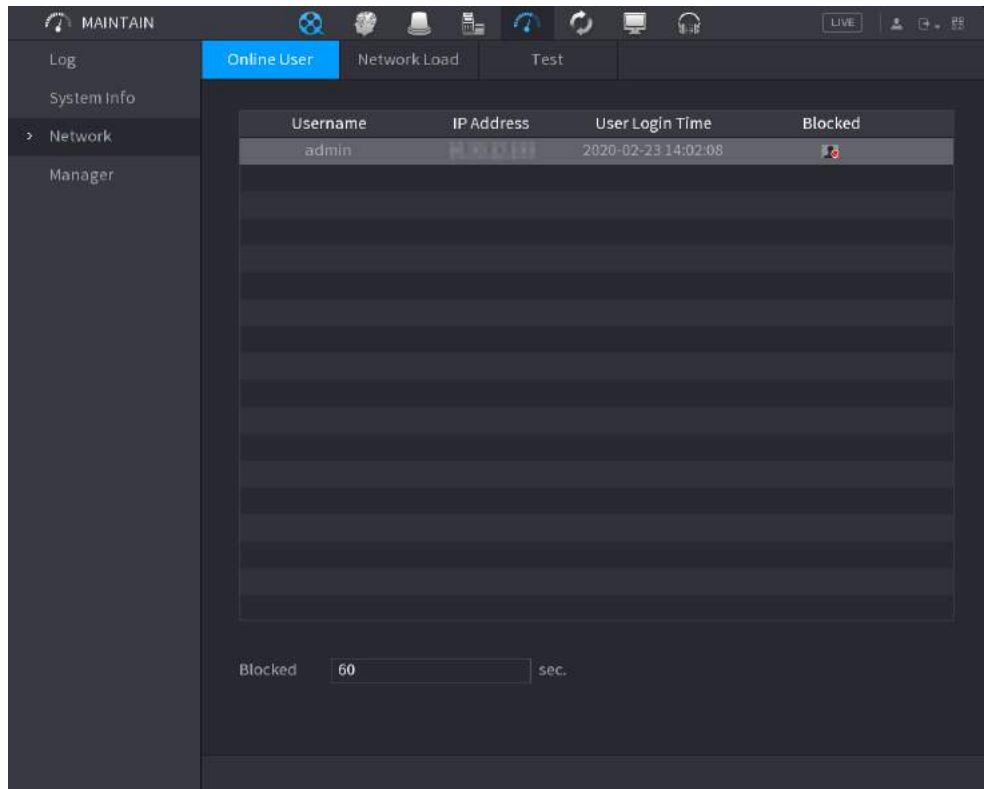 MAINTAIN
LIVE
Log
Online User
Network Load
Test
System Info
Network
Manager
Username IP Address User Login Time Blocked
admin 2020-02-23 14:02:08
Blocked 60 sec.